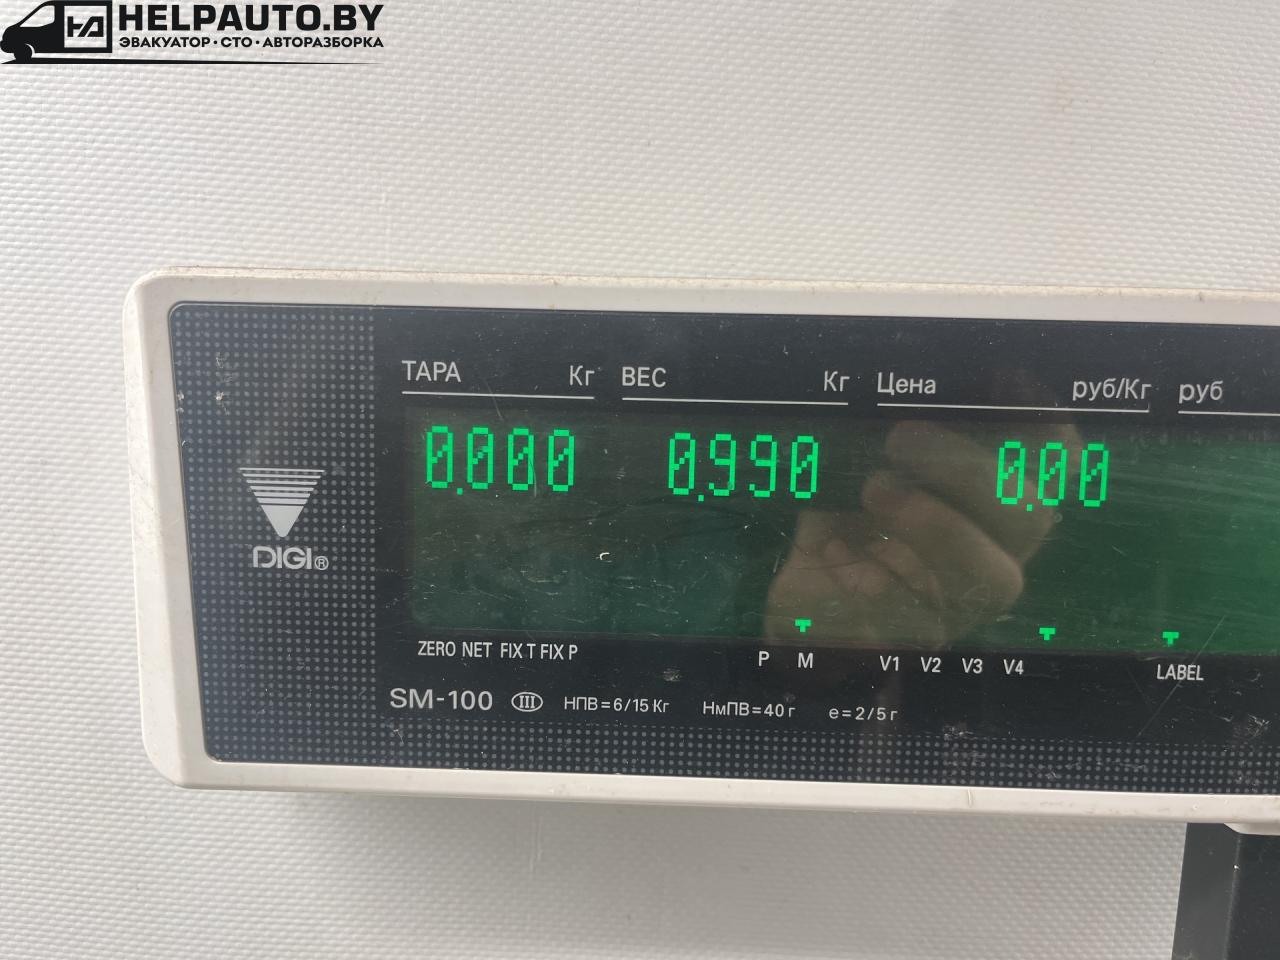 HELPAUTO.BY
ЭВАКУАТОР · СТО · АВТОРАЗБОРКА
ТАРА Кг ВЕС Кг Цена руб/Кг руб
0.000 0.990 0.00
DIGI®
ZERO NET FIX T FIX P P M V1 V2 V3 V4 LABEL
SM-100 III НПВ=6/15 Кг НмПВ=40 г e=2/5 г